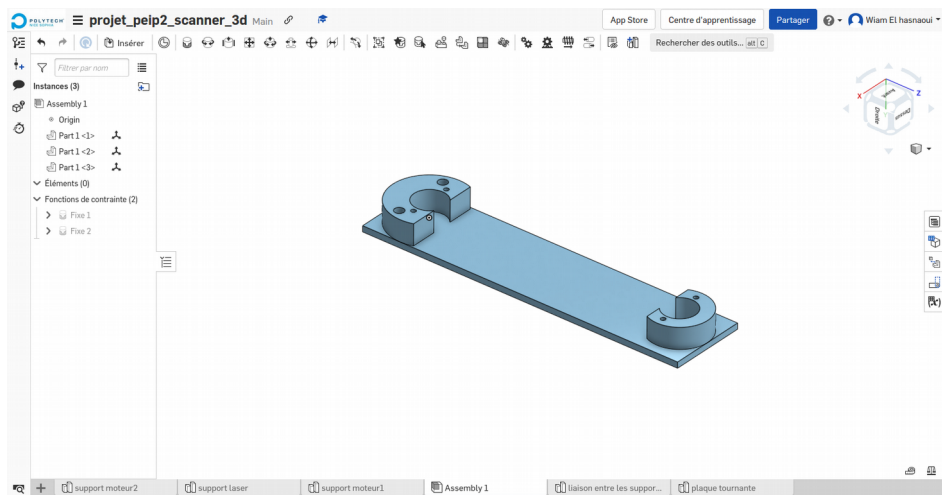 POLYTECH° projet_peip2_scanner_3d Main App Store Centre d'apprentissage Partager Wiam El hasnaoui
Insérer Rechercher des outils... alt C
Filtrer par nom
Instances (3)
Assembly 1
Origin
Part 1 <1>
Part 1 <2>
Part 1 <3>
Éléments (0)
Fonctions de contrainte (2)
Fixe 1
Fixe 2
X Z
Droite
support moteur2 support laser support moteur1 Assembly 1 liaison entre les suppor... plaque tournante